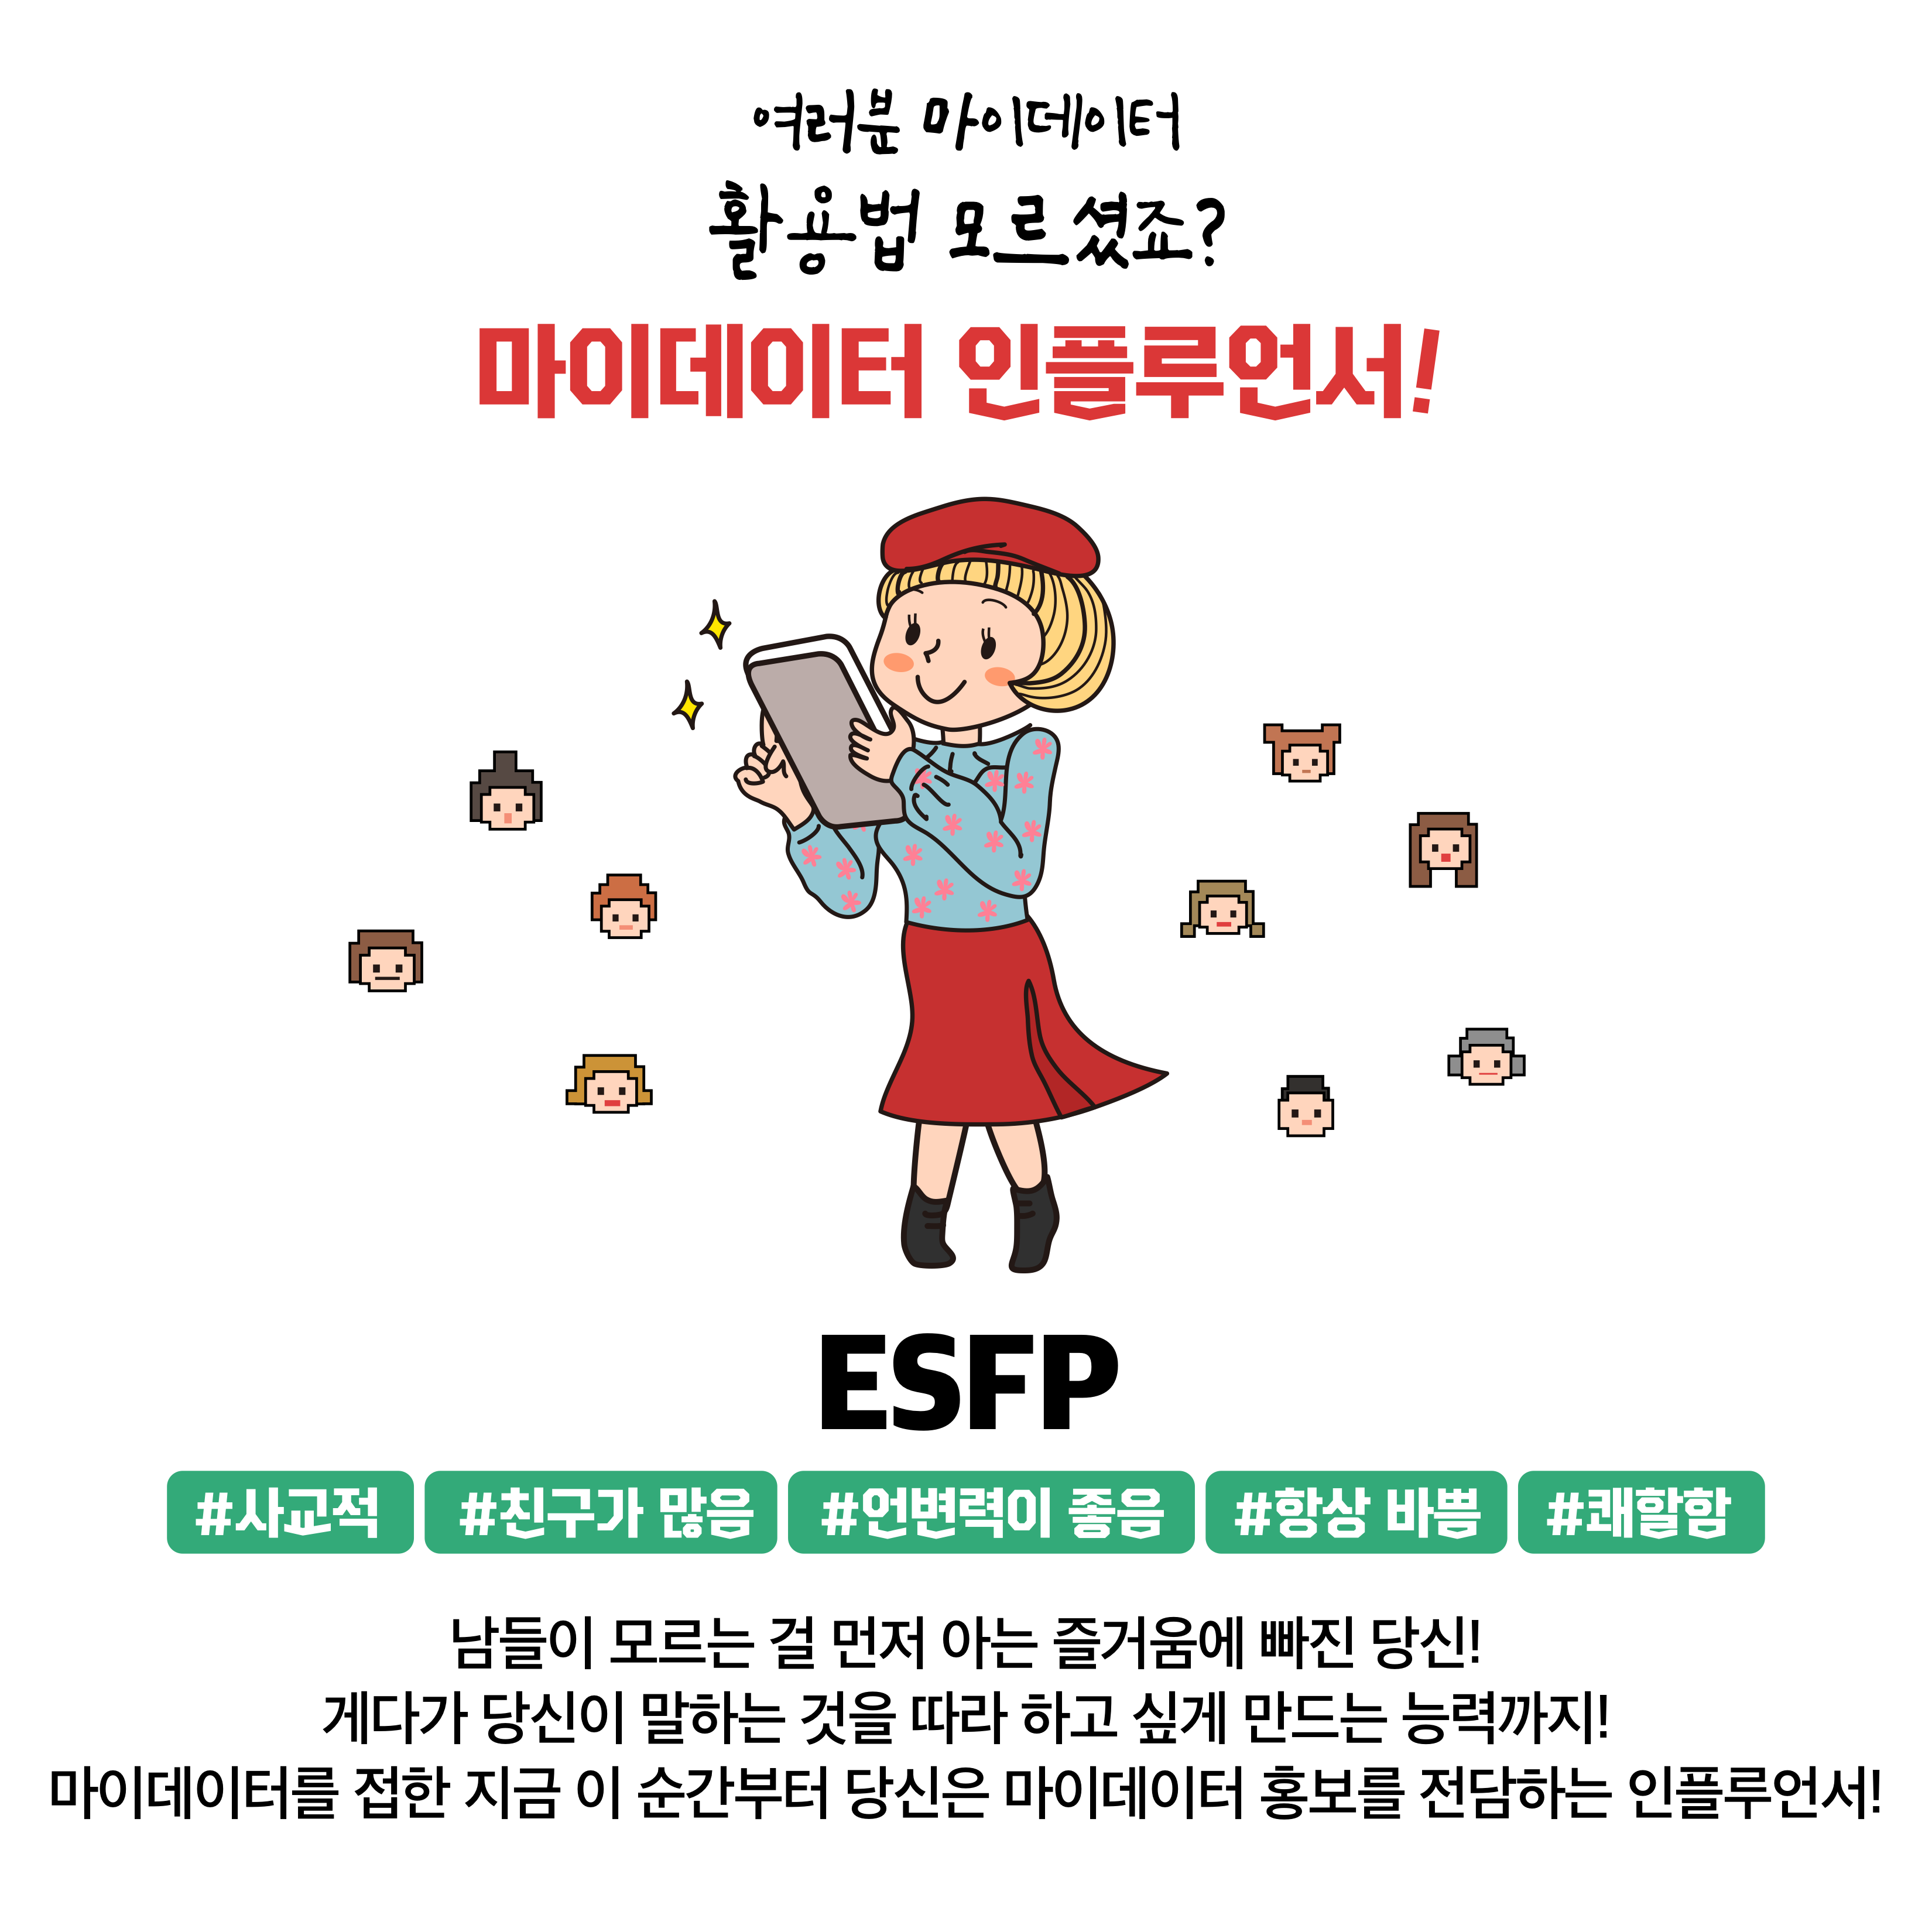 여러분 마이데이터
활용법 모르셨죠?
마이데이터 인플루언서!
ESFP
#사교적 #친구가 많음 #언변력이 좋음 #항상 바쁨 #쾌활함
남들이 모르는 걸 먼저 아는 즐거움에 빠진 당신!
게다가 당신이 말하는 것을 따라 하고 싶게 만드는 능력까지!
마이데이터를 접한 지금 이 순간부터 당신은 마이데이터 홍보를 전담하는 인플루언서!